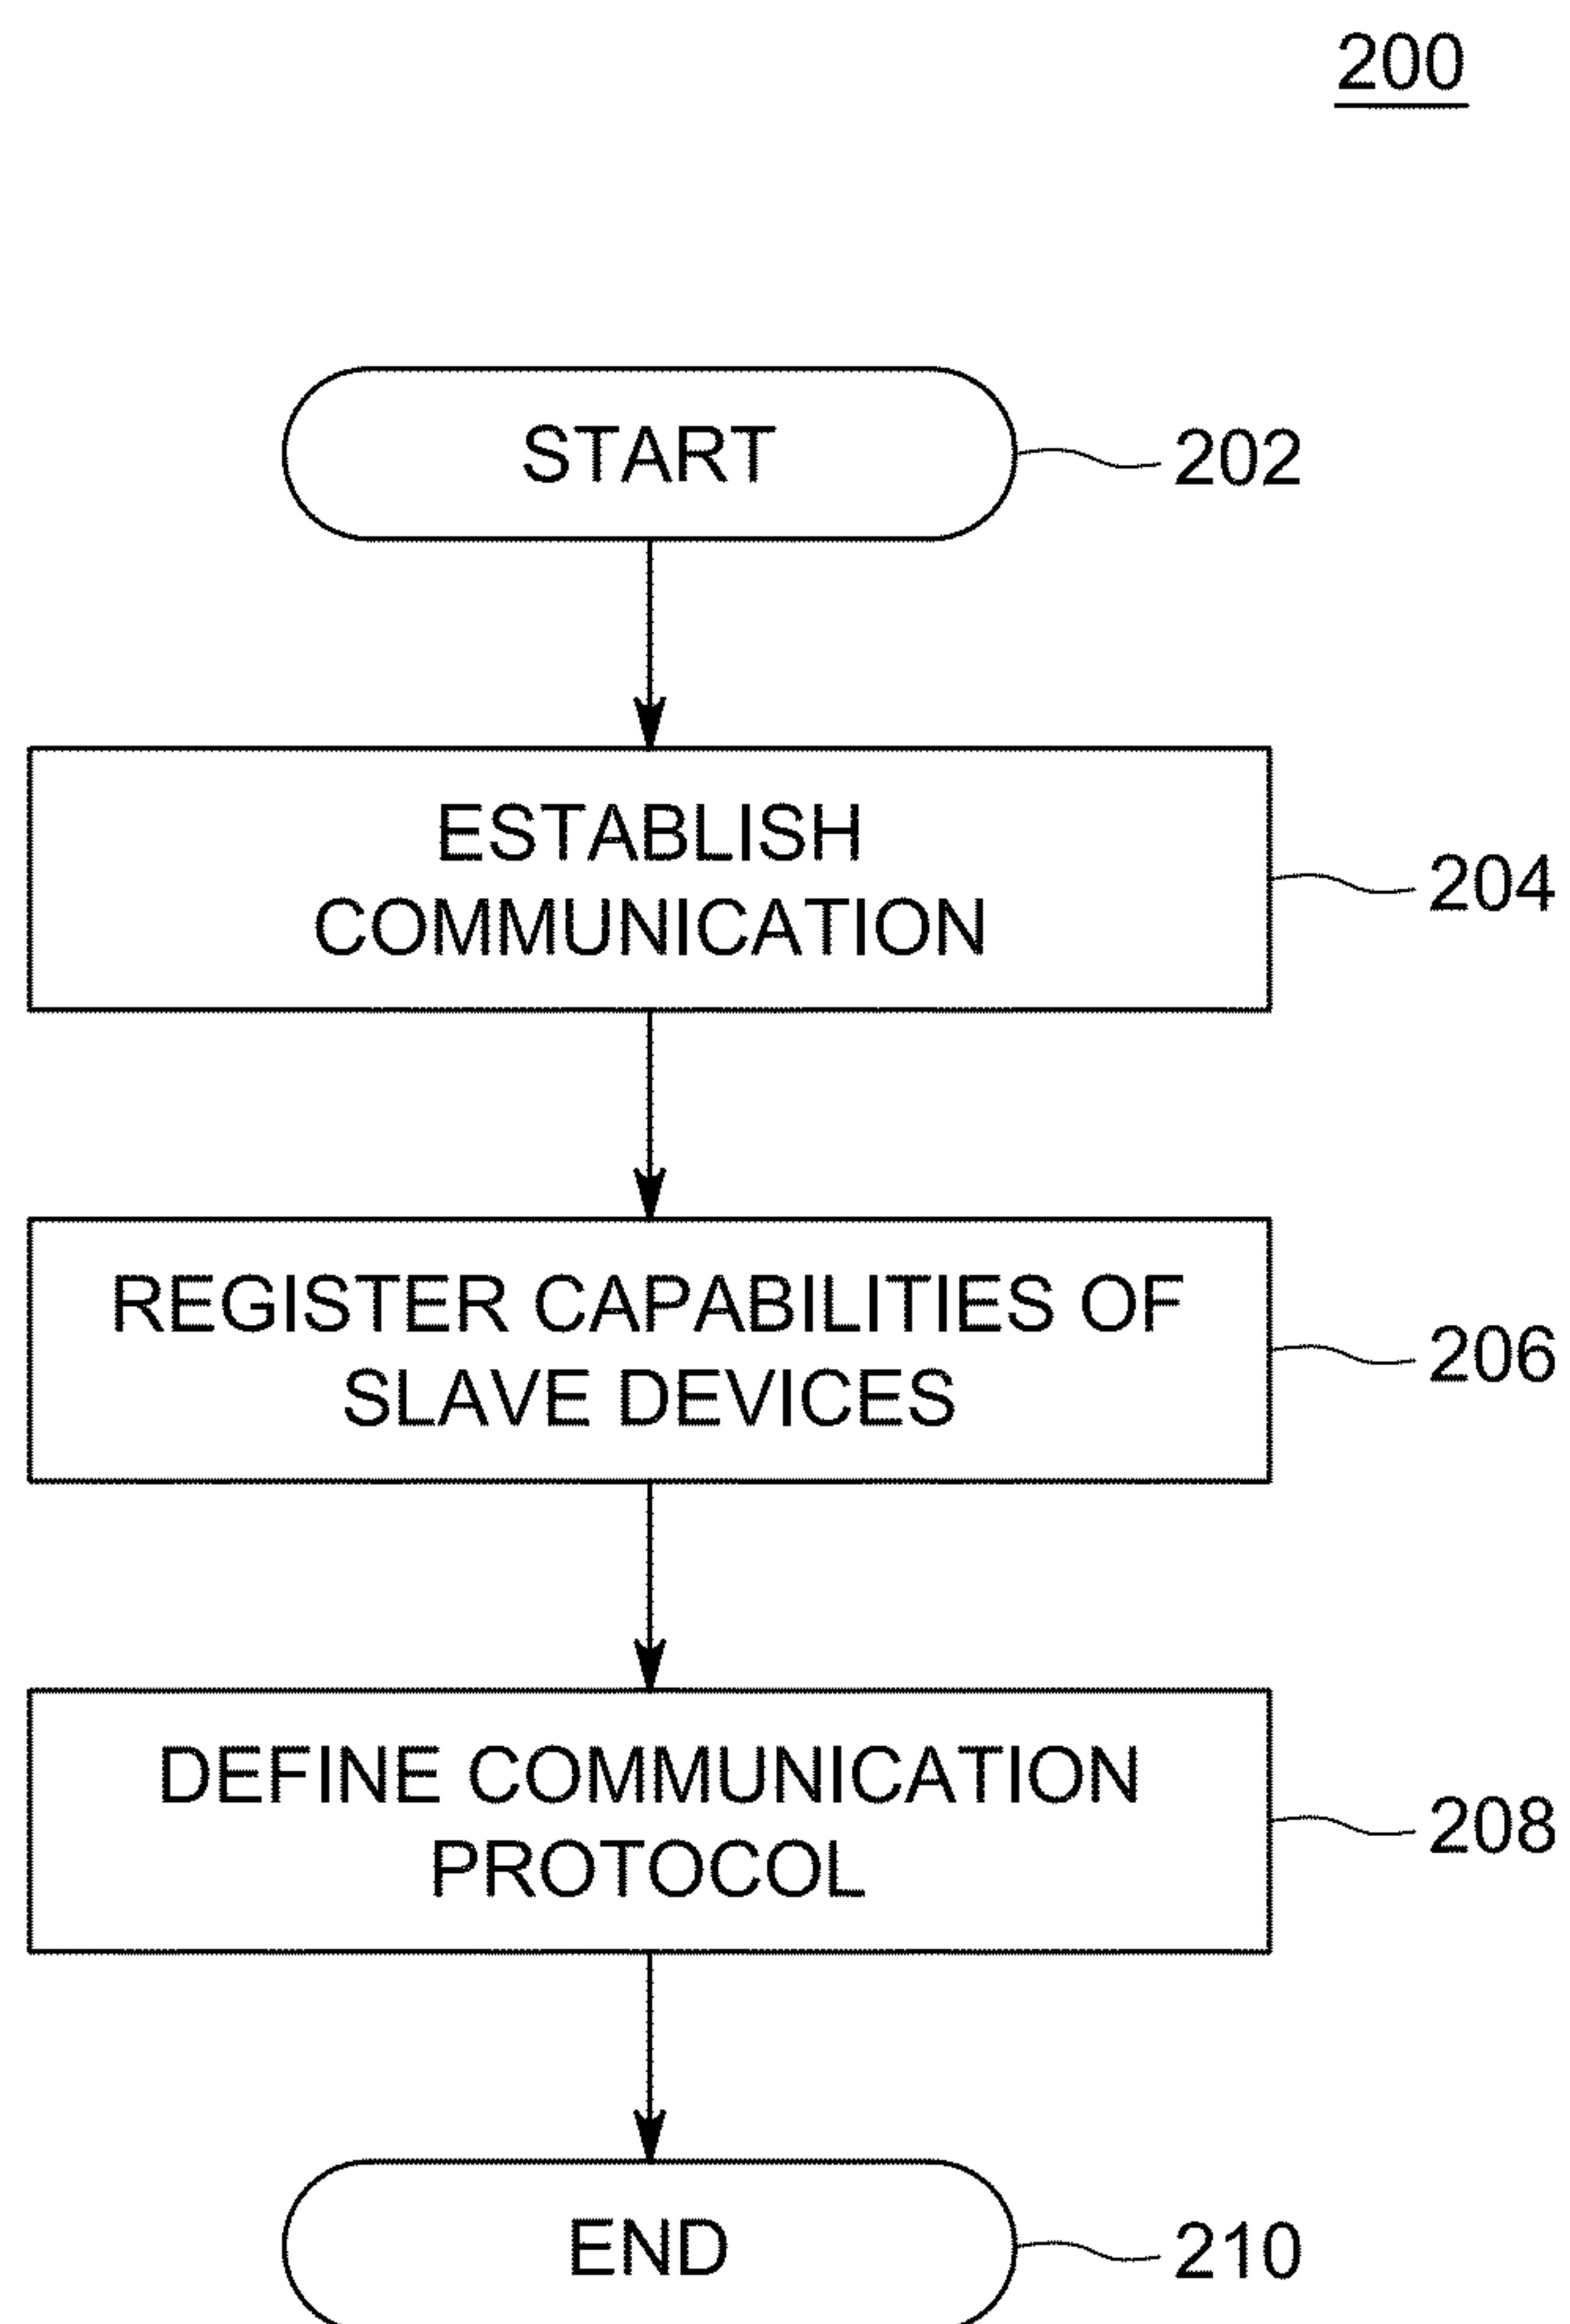 200
START
202
ESTABLISH
COMMUNICATION
204
REGISTER CAPABILITIES OF
SLAVE DEVICES
206
DEFINE COMMUNICATION
PROTOCOL
208
END
210